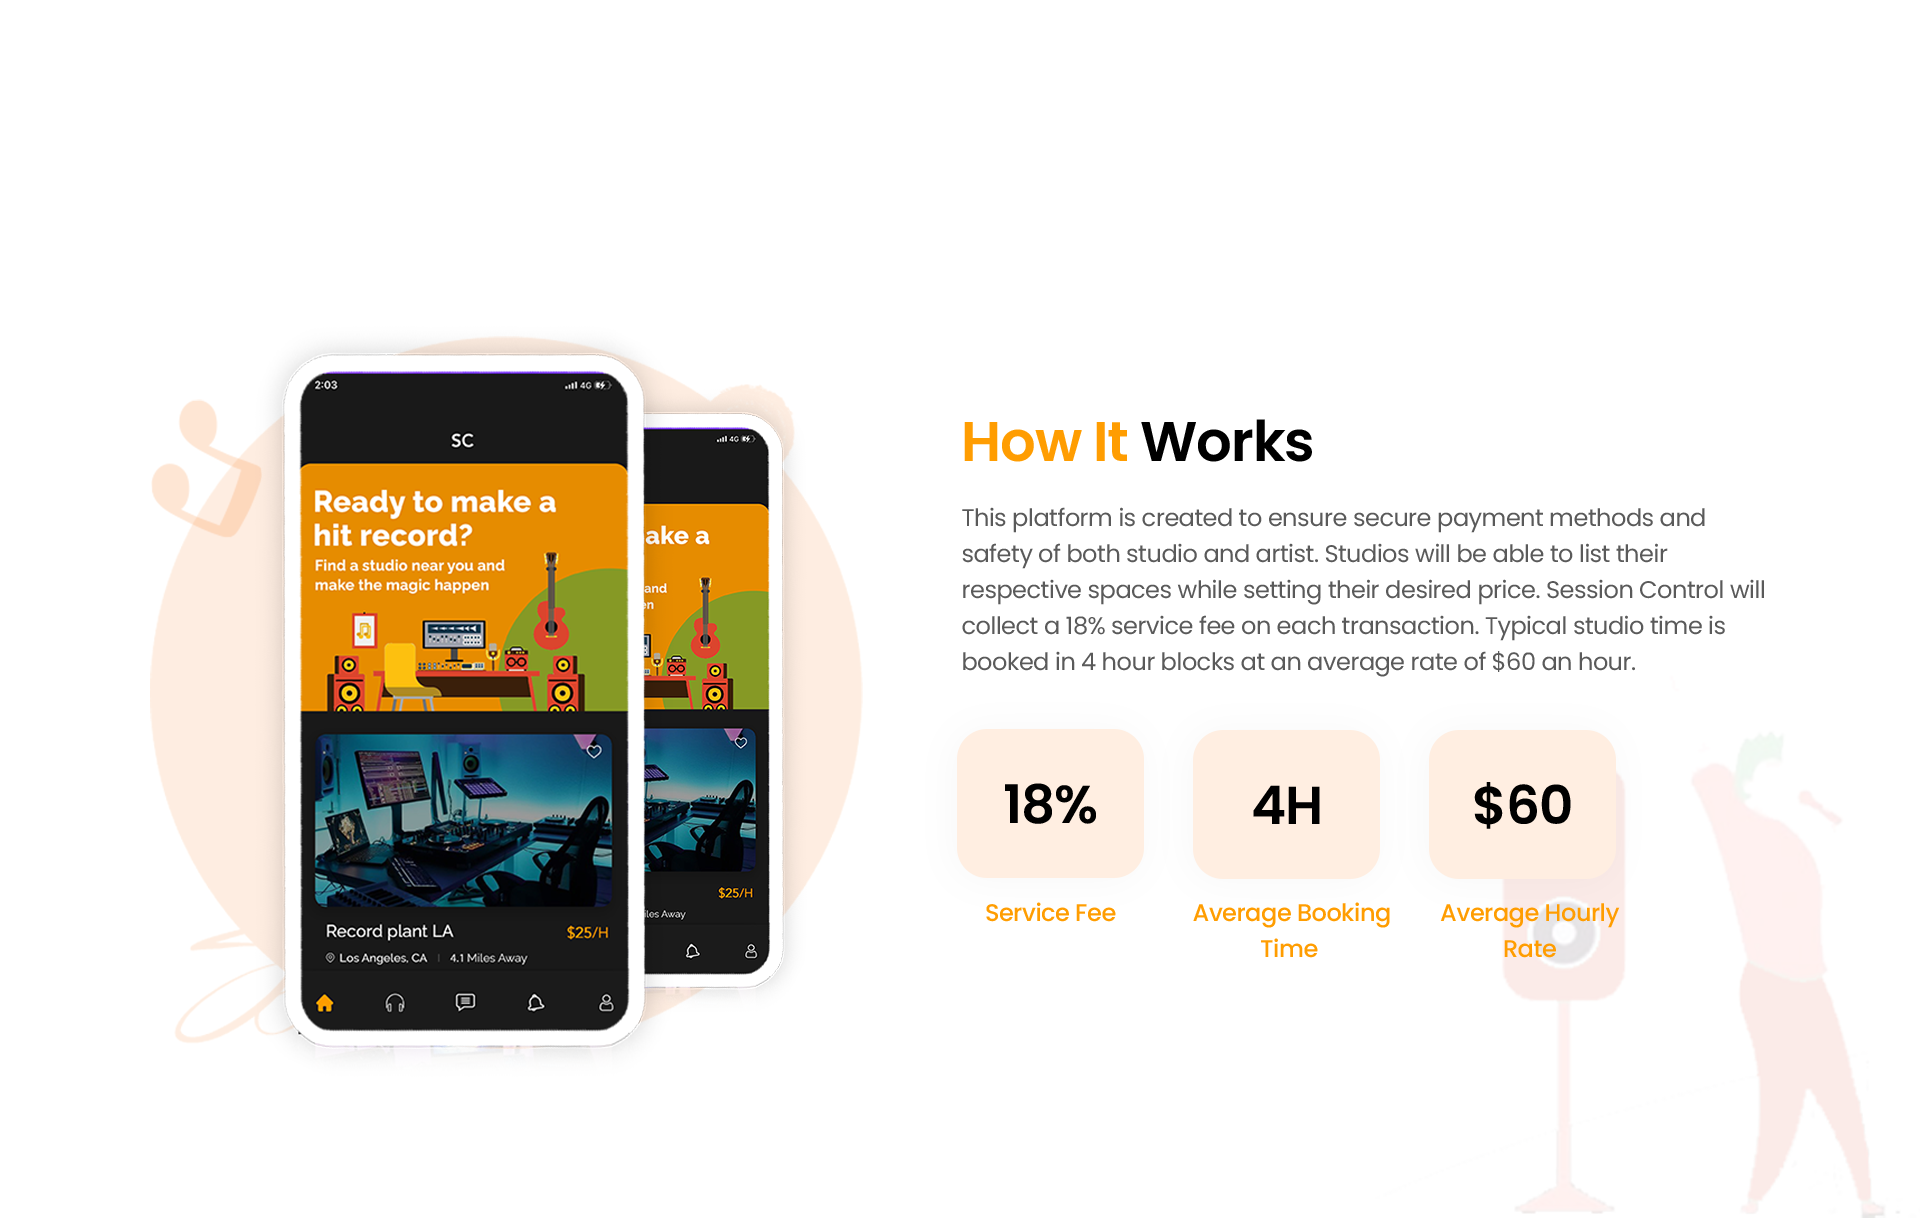 2:03
4G
SC
Ready to make a
hit record?
Find a studio near you and
make the magic happen
Record plant LA
$25/H
Los Angeles, CA | 4.1 Miles Away
4G
ake a
and
en
$25/H
iles Away
How It Works
This platform is created to ensure secure payment methods and
safety of both studio and artist. Studios will be able to list their
respective spaces while setting their desired price. Session Control will
collect a 18% service fee on each transaction. Typical studio time is
booked in 4 hour blocks at an average rate of $60 an hour.
18%
Service Fee
4H
Average Booking
Time
$60
Average Hourly
Rate